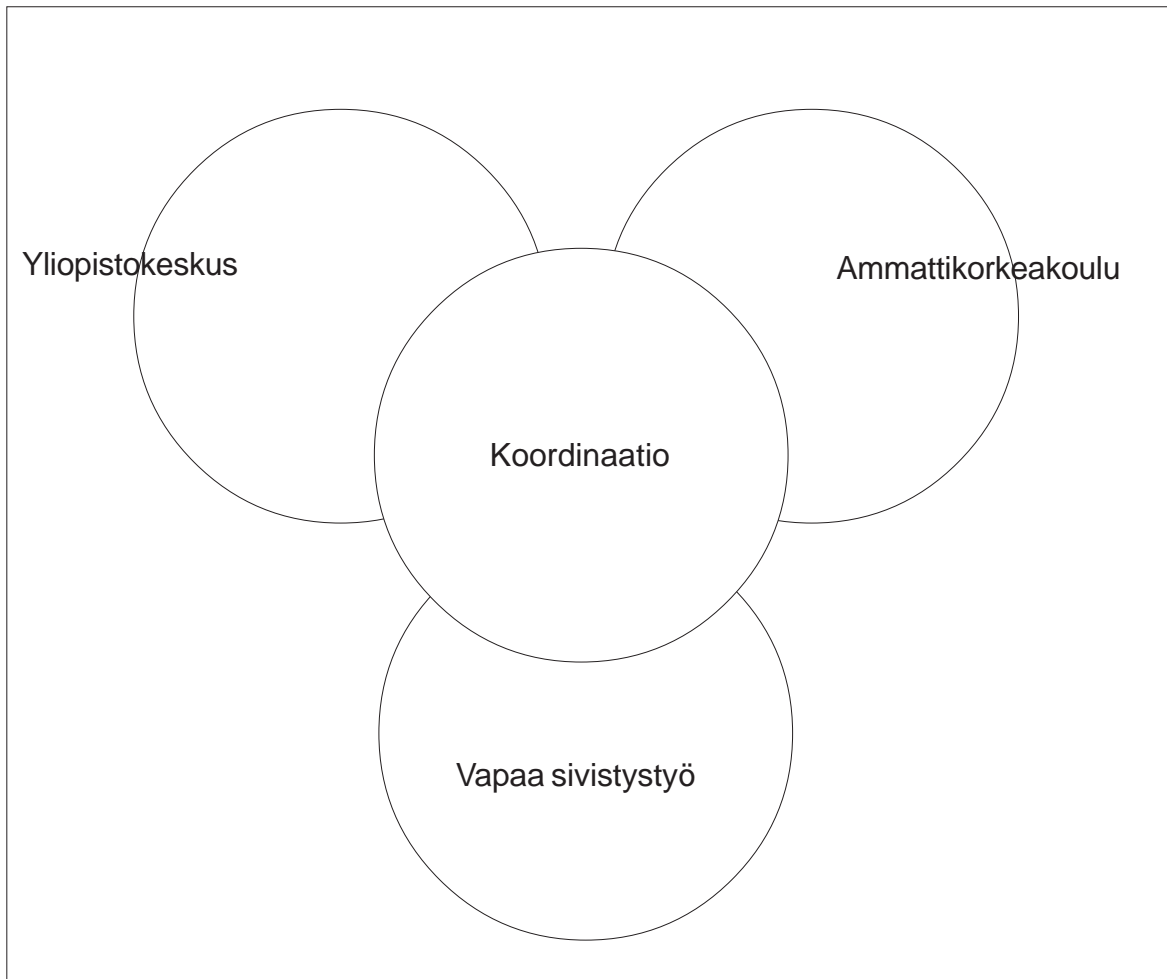 Yliopistokeskus
Ammattikorkeakoulu
Koordinaatio
Vapaa sivistystyö